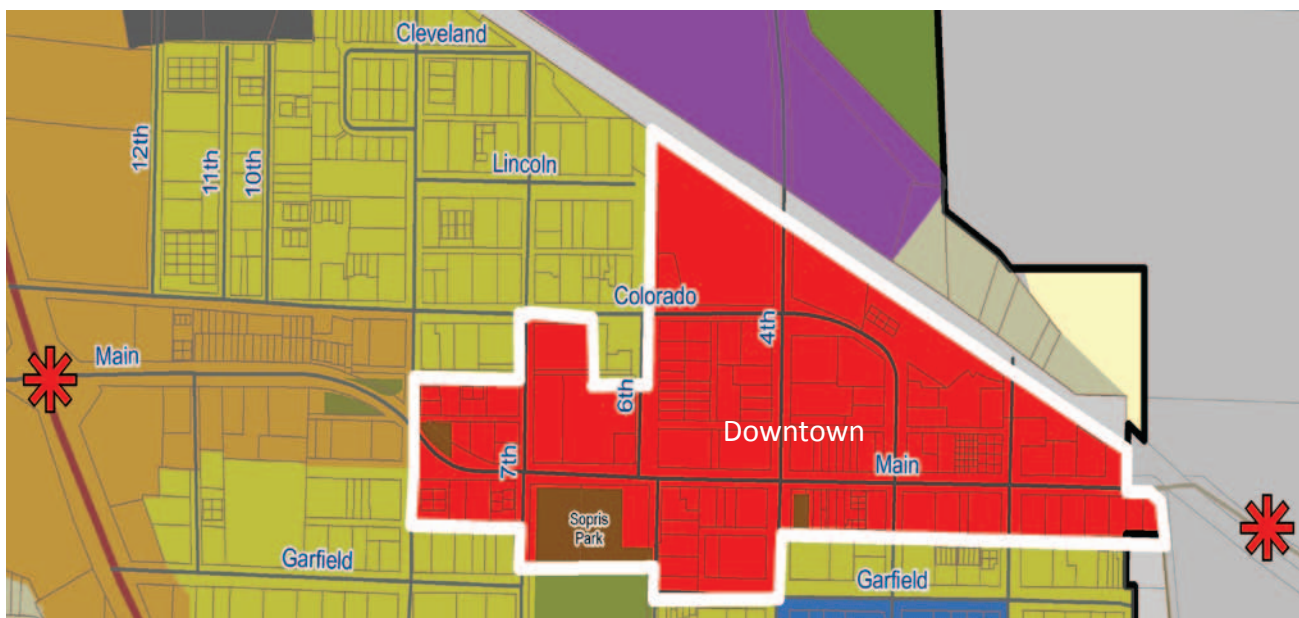 Cleveland
12th
11th
10th
Lincoln
Colorado
4th
Main
6th
Downtown
7th
Main
Sopris
Park
Garfield
Garfield